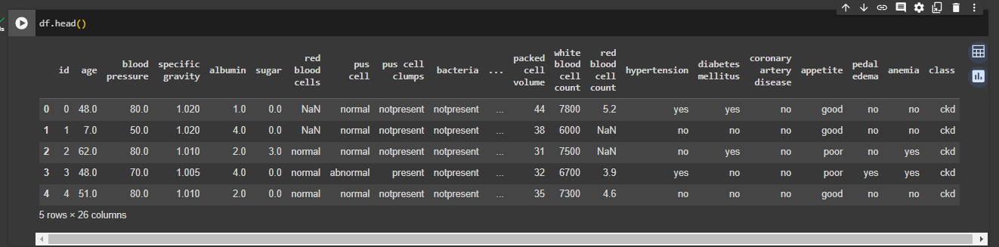 df.head()
id age blood pressure specific gravity albumin sugar red blood cells pus cell pus cell clumps bacteria ... packed cell volume white blood cell count red blood cell count hypertension diabetes mellitus coronary artery disease appetite pedal edema anemia class
0 0 48.0 80.0 1.020 1.0 0.0 NaN normal notpresent notpresent ... 44 7800 5.2 yes yes no good no no ckd
1 1 7.0 50.0 1.020 4.0 0.0 NaN normal notpresent notpresent ... 38 6000 NaN no no no good no no ckd
2 2 62.0 80.0 1.010 2.0 3.0 normal normal notpresent notpresent ... 31 7500 NaN no yes no poor no yes ckd
3 3 48.0 70.0 1.005 4.0 0.0 normal abnormal present notpresent ... 32 6700 3.9 yes no no poor yes yes ckd
4 4 51.0 80.0 1.010 2.0 0.0 normal normal notpresent notpresent ... 35 7300 4.6 no no no good no no ckd
5 rows × 26 columns